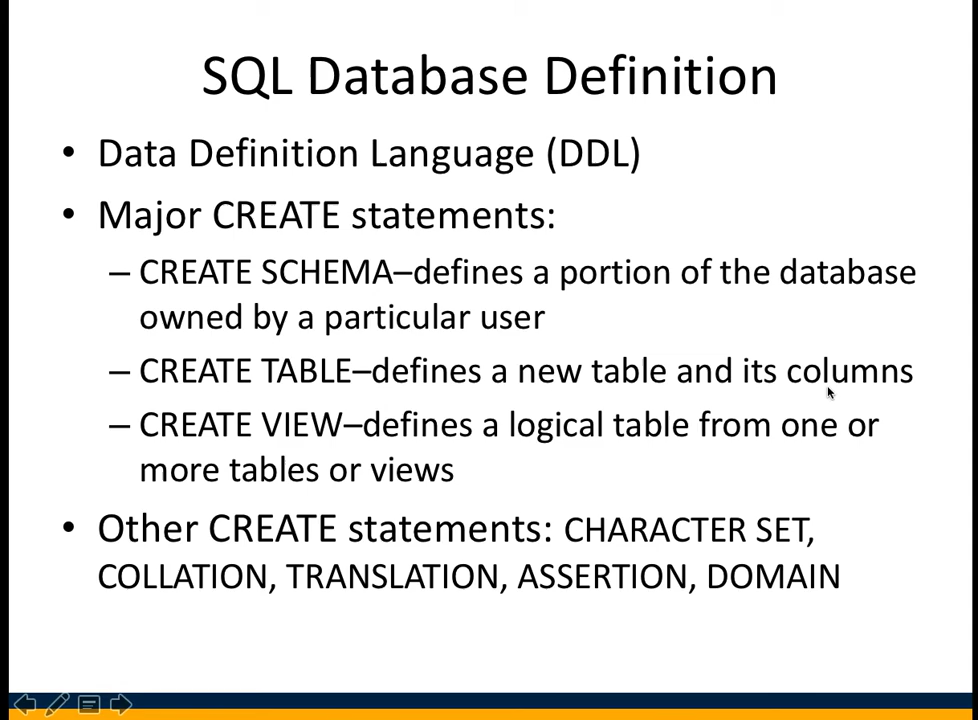 SQL Database Definition
• Data Definition Language (DDL)
• Major CREATE statements:
– CREATE SCHEMA–defines a portion of the database
owned by a particular user
– CREATE TABLE–defines a new table and its columns
– CREATE VIEW–defines a logical table from one or
more tables or views
• Other CREATE statements: CHARACTER SET,
COLLATION, TRANSLATION, ASSERTION, DOMAIN